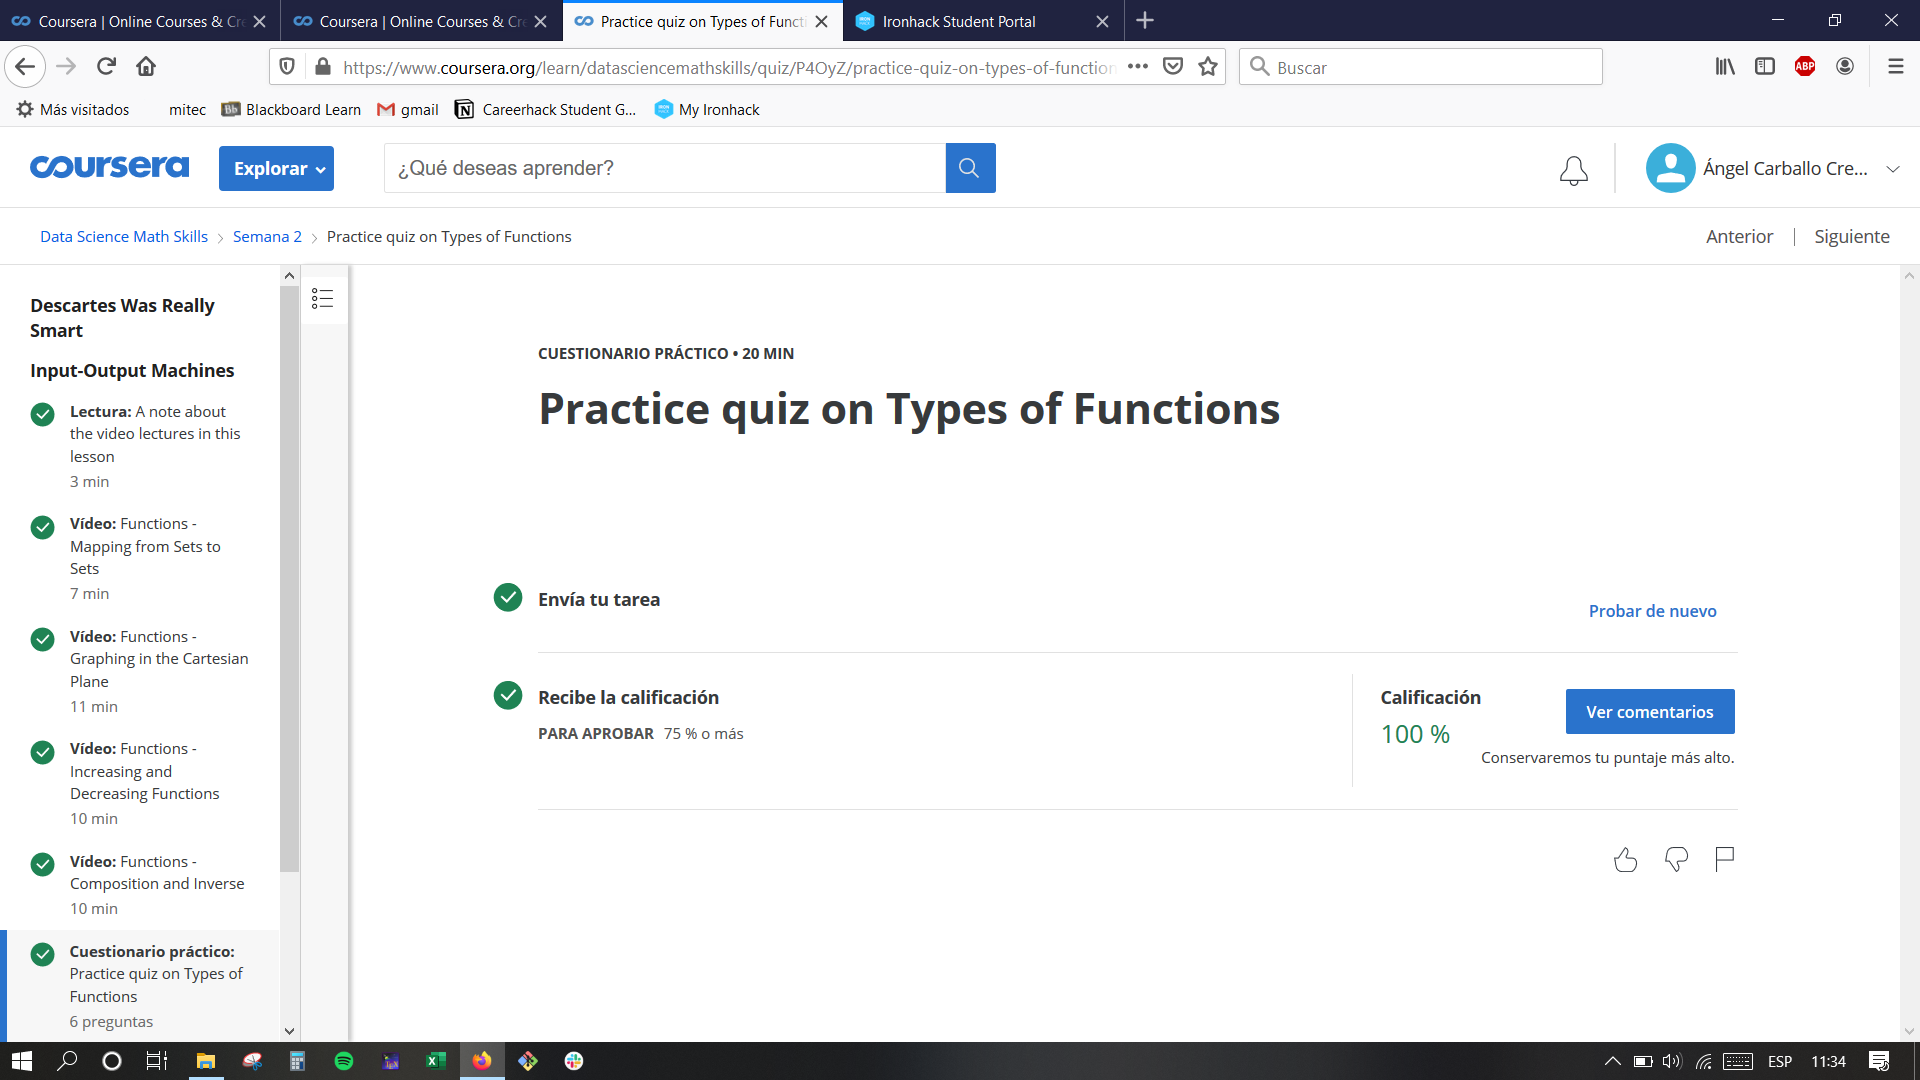 Coursera | Online Courses & Cre
Coursera | Online Courses & Cre
Practice quiz on Types of Functi
Ironhack Student Portal
https://www.coursera.org/learn/datasciencemathskills/quiz/P4OyZ/practice-quiz-on-types-of-function
Buscar
ABP
Más visitados
mitec
Bb Blackboard Learn
gmail
Careerhack Student G...
My Ironhack
coursera
Explorar
¿Qué deseas aprender?
Ángel Carballo Cre...
Data Science Math Skills
Semana 2
Practice quiz on Types of Functions
Anterior | Siguiente
Descartes Was Really
Smart
Input-Output Machines
Lectura: A note about
the video lectures in this
lesson
3 min
Vídeo: Functions -
Mapping from Sets to
Sets
7 min
Vídeo: Functions -
Graphing in the Cartesian
Plane
11 min
Vídeo: Functions -
Increasing and
Decreasing Functions
10 min
Vídeo: Functions -
Composition and Inverse
10 min
Cuestionario práctico:
Practice quiz on Types of
Functions
6 preguntas
CUESTIONARIO PRÁCTICO • 20 MIN
Practice quiz on Types of Functions
Envía tu tarea
Probar de nuevo
Recibe la calificación
PARA APROBAR 75 % o más
Calificación
100 %
Ver comentarios
Conservaremos tu puntaje más alto.
ESP
11:34